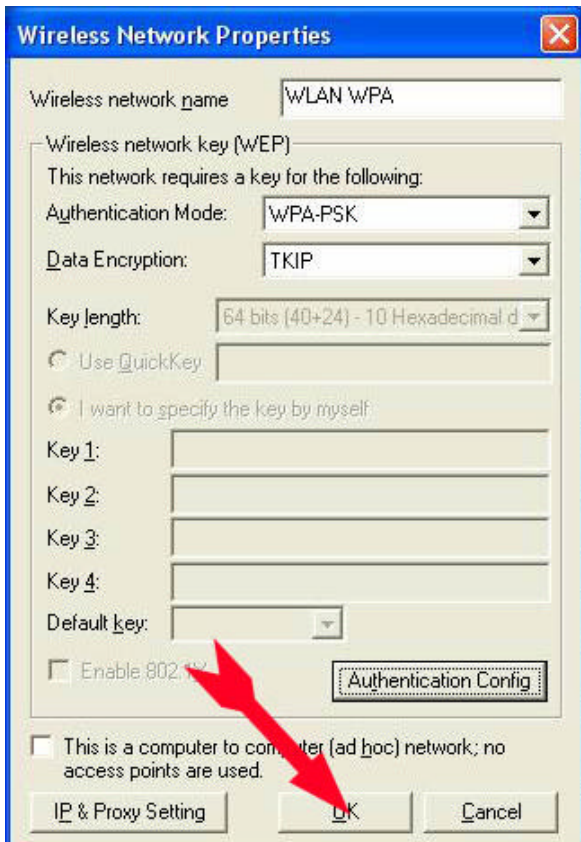 Wireless Network Properties
Wireless network name WLAN WPA
Wireless network key (WEP)
This network requires a key for the following:
Authentication Mode: WPA-PSK
Data Encryption: TKIP
Key length: 64 bits (40+24) - 10 Hexadecimal d
Use QuickKey
I want to specify the key by myself
Key 1:
Key 2:
Key 3:
Key 4:
Default key:
Enable 802.1X
Authentication Config
This is a computer to computer (ad hoc) network; no
access points are used.
IP & Proxy Setting OK Cancel